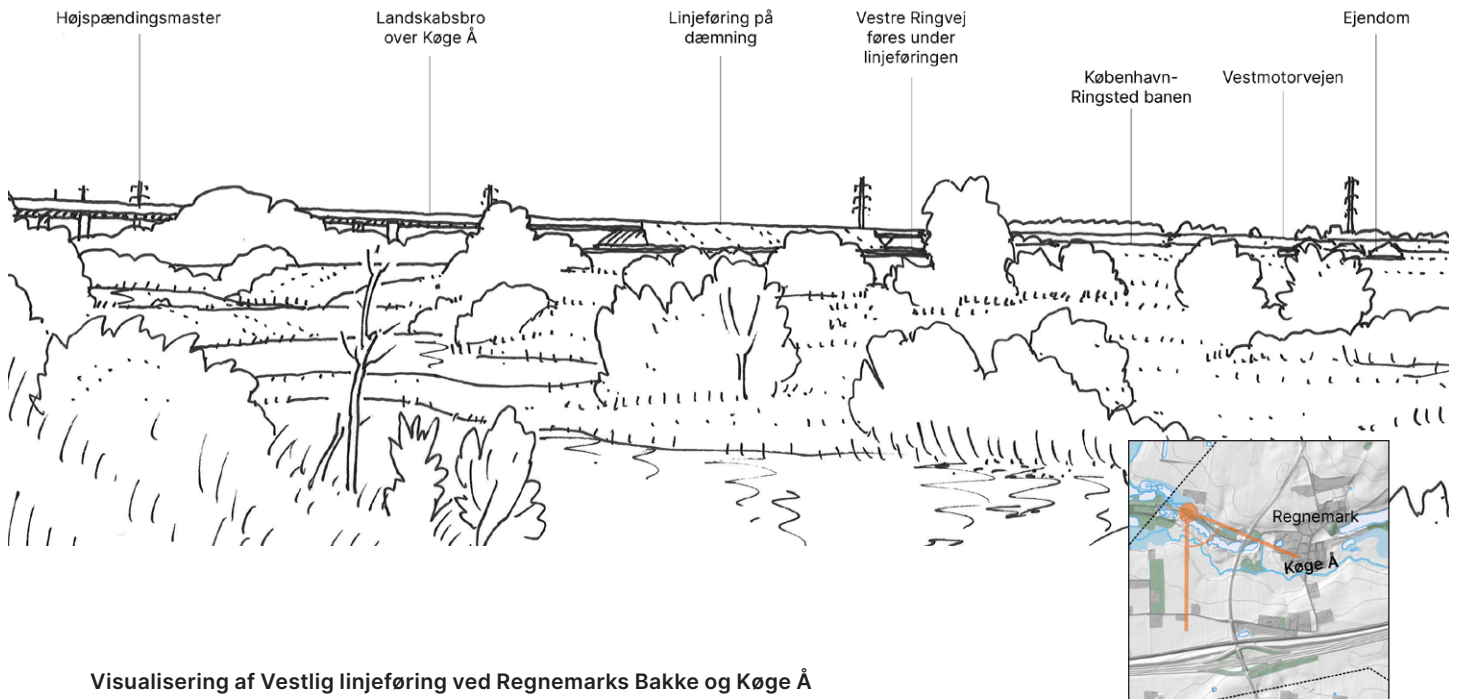 Højspændingsmaster
Landskabsbro
over Køge Å
Linjeføring på
dæmning
Vestre Ringvej
føres under
linjeføringen
København-
Ringsted banen
Vestmotorvejen
Ejendom
Regnemark
Køge Å
Visualisering af Vestlig linjeføring ved Regnemarks Bakke og Køge Å